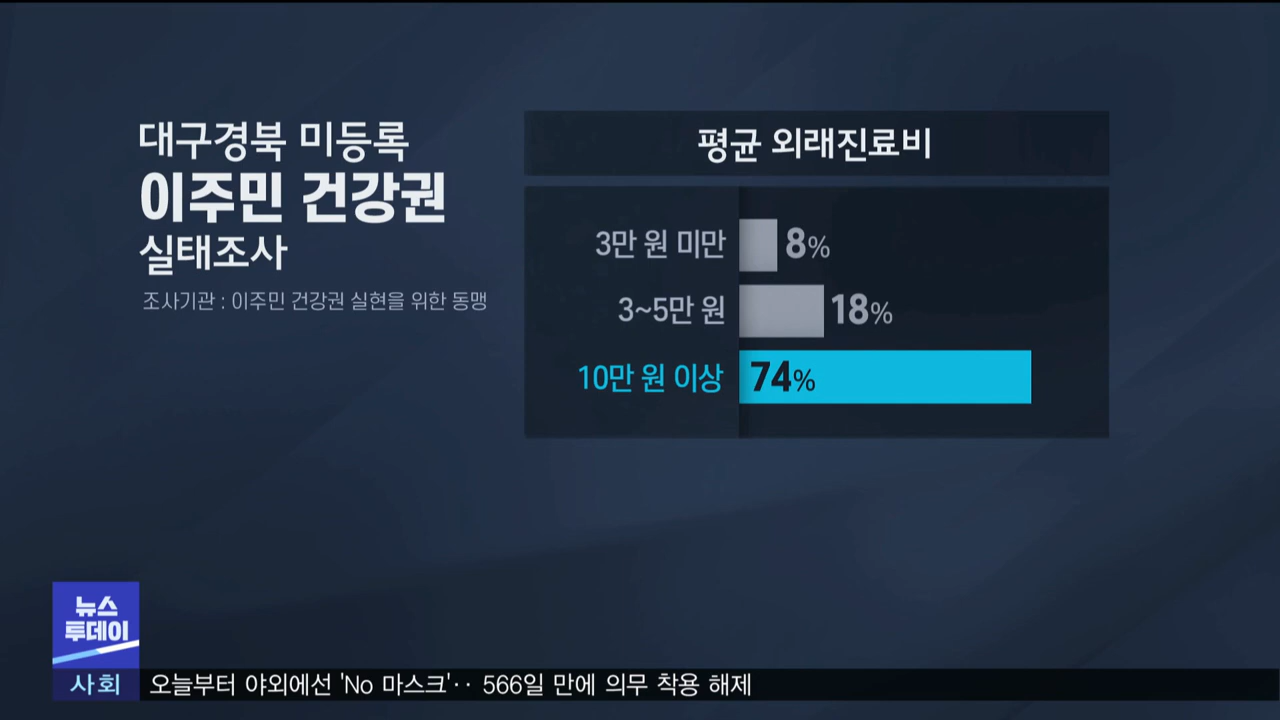 대구경북 미등록
이주민 건강권
실태조사
조사기관 : 이주민 건강권 실현을 위한 동맹
평균 외래진료비
3만 원 미만 8%
3~5만 원 18%
10만 원 이상 74%
뉴스
투데이
사회
오늘부터 야외에선 'No 마스크'‥ 566일 만에 의무 착용 해제